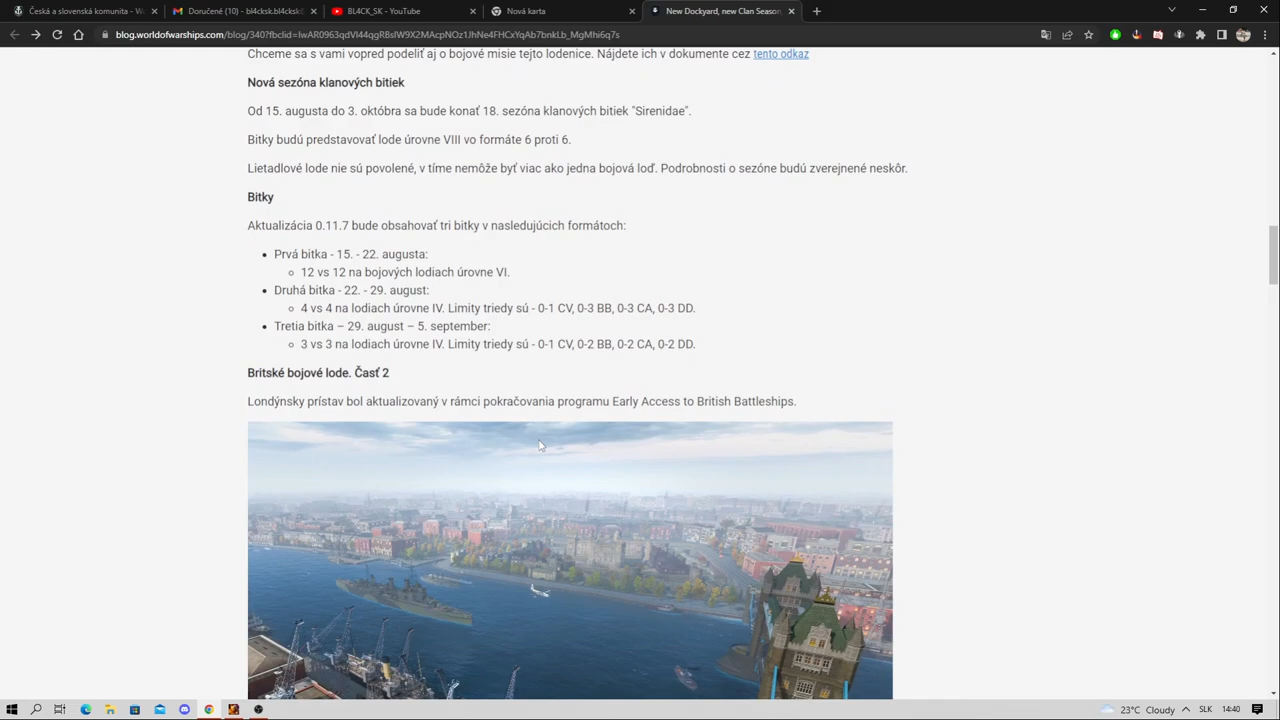 Česká a slovenská komunita - Wo
Doručené (10) - bl4cksk.bl4cksk@
BL4CK_SK - YouTube
Nová karta
New Dockyard, new Clan Season,
blog.worldofwarships.com/blog/340?fbclid=
Chceme sa s vami vopred podeliť aj o bojové misie tejto lodenice. Nájdete ich v dokumente cez tento odkaz
Nová sezóna klanových bitiek
Od 15. augusta do 3. októbra sa bude konať 18. sezóna klanových bitiek "Sirenidae".
Bitky budú predstavovať lode úrovne VIII vo formáte 6 proti 6.
Lietadlové lode nie sú povolené, v tíme nemôže byť viac ako jedna bojová loď. Podrobnosti o sezóne budú zverejnené neskôr.
Bitky
Aktualizácia 0.11.7 bude obsahovať tri bitky v nasledujúcich formátoch:
Prvá bitka - 15. - 22. augusta:
12 vs 12 na bojových lodiach úrovne VI.
Druhá bitka - 22. - 29. august:
4 vs 4 na lodiach úrovne IV. Limity triedy sú - 0-1 CV, 0-3 BB, 0-3 CA, 0-3 DD.
Tretia bitka – 29. august – 5. september:
3 vs 3 na lodiach úrovne IV. Limity triedy sú - 0-1 CV, 0-2 BB, 0-2 CA, 0-2 DD.
Britské bojové lode. Časť 2
Londýnsky prístav bol aktualizovaný v rámci pokračovania programu Early Access to British Battleships.
23°C Cloudy
SLK
14:40